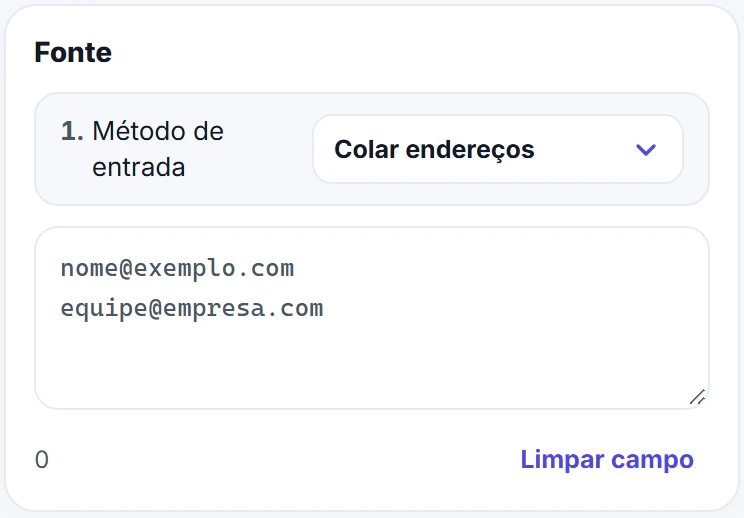 Fonte
1. Método de
entrada
Colar endereços
nome@exemplo.com
equipe@empresa.com
0
Limpar campo